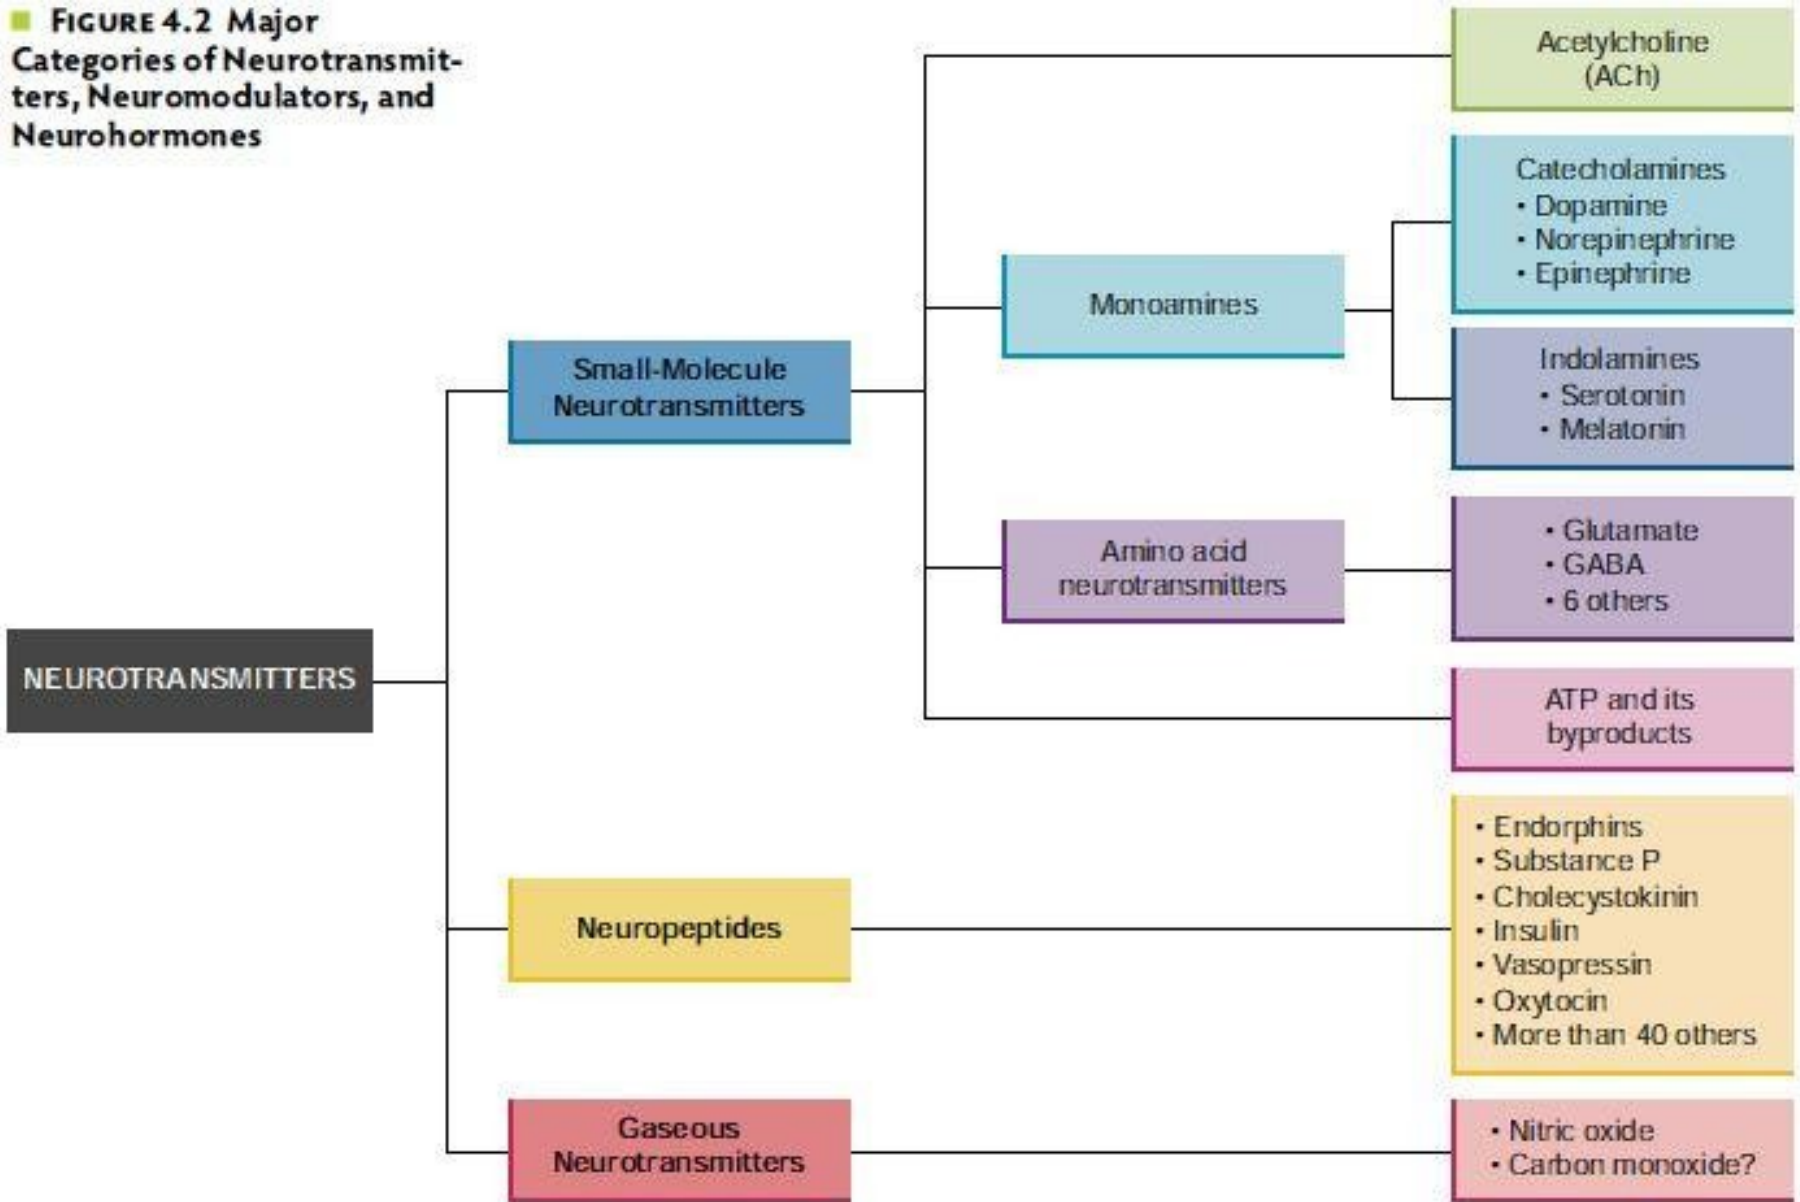 ■ FIGURE 4.2 Major
Categories of Neurotransmit-
ters, Neuromodulators, and
Neurohormones
NEUROTRANSMITTERS
Small-Molecule
Neurotransmitters
Acetylcholine
(ACh)
Monoamines
Catecholamines
• Dopamine
• Norepinephrine
• Epinephrine
Indolamines
• Serotonin
• Melatonin
Amino acid
neurotransmitters
• Glutamate
• GABA
• 6 others
ATP and its
byproducts
Neuropeptides
• Endorphins
• Substance P
• Cholecystokinin
• Insulin
• Vasopressin
• Oxytocin
• More than 40 others
Gaseous
Neurotransmitters
• Nitric oxide
• Carbon monoxide?